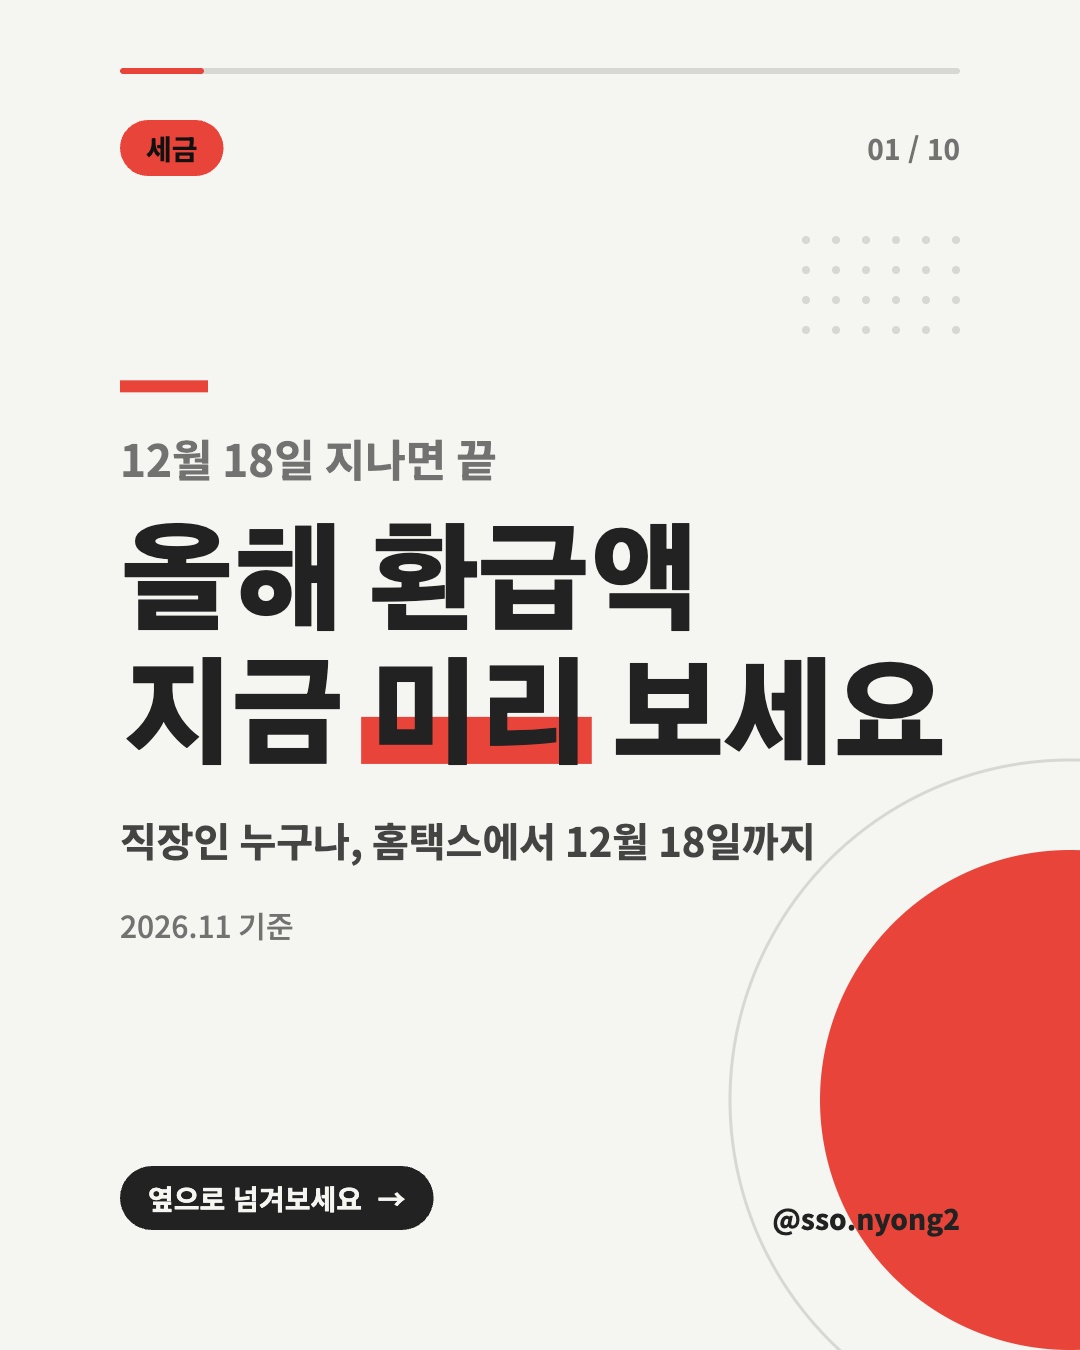 세금
01 / 10
12월 18일 지나면 끝
올해 환급액
지금 미리 보세요
직장인 누구나, 홈택스에서 12월 18일까지
2026.11 기준
옆으로 넘겨보세요 →
@sso.nyong2